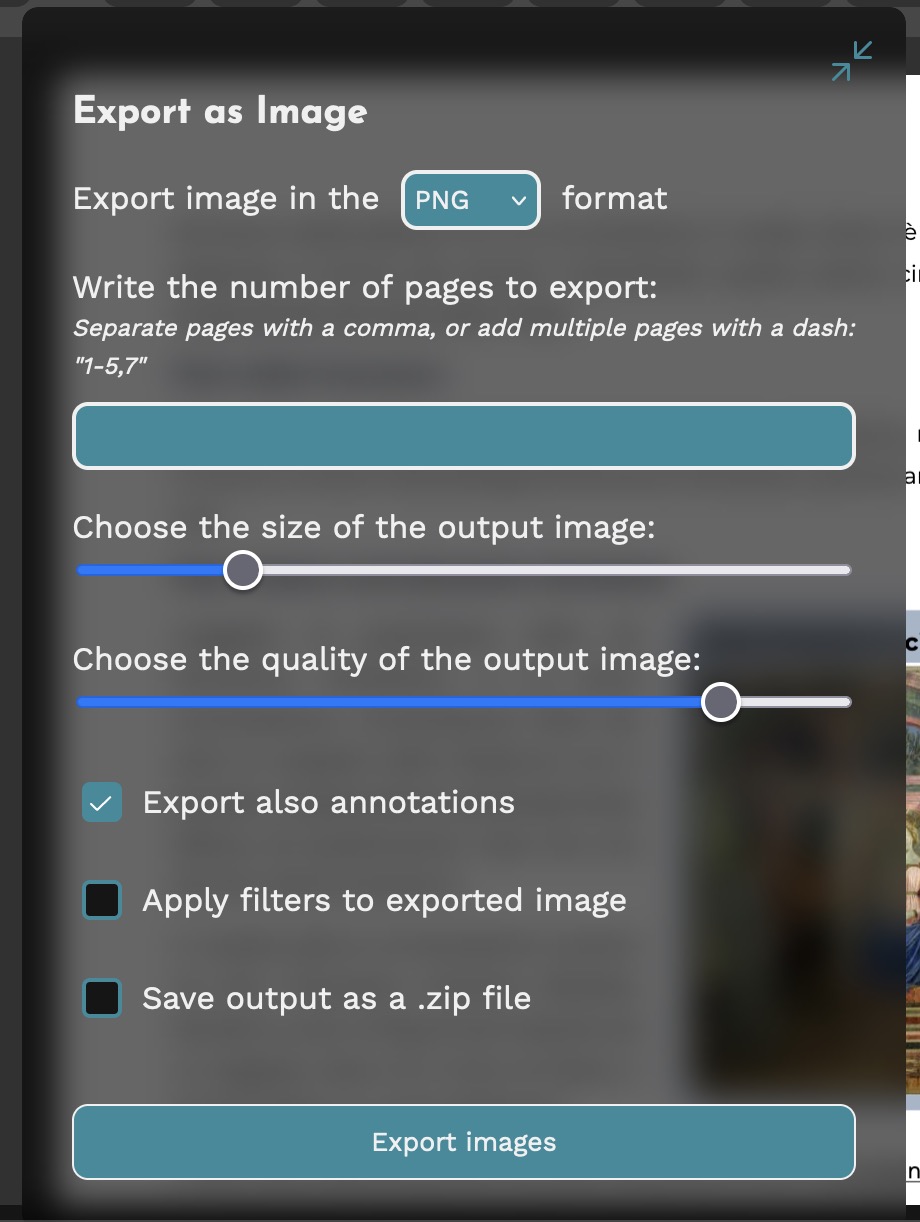 Export as Image
Export image in the PNG format
Write the number of pages to export:
Separate pages with a comma, or add multiple pages with a dash:
"1-5,7"
Choose the size of the output image:
Choose the quality of the output image:
Export also annotations
Apply filters to exported image
Save output as a .zip file
Export images